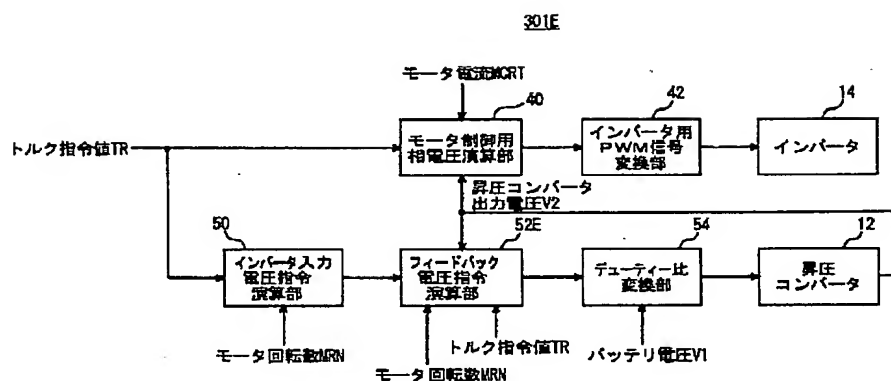 301E
モータ電流MCRT
40
42
14
トルク指令値TR
モータ制御用
相電圧演算部
インバータ用
PWM信号
変換部
インバータ
昇圧コンバータ
出力電圧V2
50
52E
54
12
インバータ入力
電圧指令
演算部
フィードバック
電圧指令
演算部
デューティー比
変換部
昇圧
コンバータ
モータ回転数MRN
トルク指令値TR
モータ回転数MRN
バッテリ電圧V1